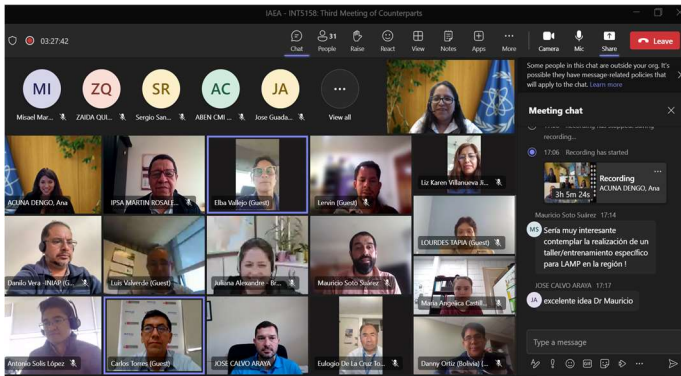 IAEA - INT5158: Third Meeting of Counterparts
03:27:42
Chat
31
People
Raise
React
View
Notes
Apps
More
Camera
Mic
Share
Leave
MI
ZQ
SR
AC
JA
Misael Mar...
ZAIDA QUI...
Sergio San...
ABEN CMI ...
Jose Guada...
View all
ACUNA DENGO, Ana
IPSA MARTIN ROSALE...
Elba Vallejo (Guest)
Lervin (Guest)
Liz Karen Villanueva Ji...
LOURDES TAPIA (Guest)
Danilo Vera -INIAP (G...
Luis Valverde (Guest)
Juliana Alexandre - Br...
Mauricio Soto Suárez
Maria Angelica Castill...
Antonio Solís López
Carlos Torres (Guest)
JOSE CALVO ARAYA
Eulogio De La Cruz To...
Danny Ortiz (Bolivia) (...
Some people in this chat are outside your org. It's
possible they have message-related policies that
will apply to the chat. Learn more
Meeting chat
recording...
17:06 Recording has started
Recording
ACUNA DENGO, Ana
3h 5m 24s
Mauricio Soto Suárez 17:14
MS
Sería muy interesante
contemplar la realización de un
taller/entrenamiento específico
para LAMP en la región !
JOSE CALVO ARAYA 17:17
JA
excelente idea Dr Mauricio
Type a message